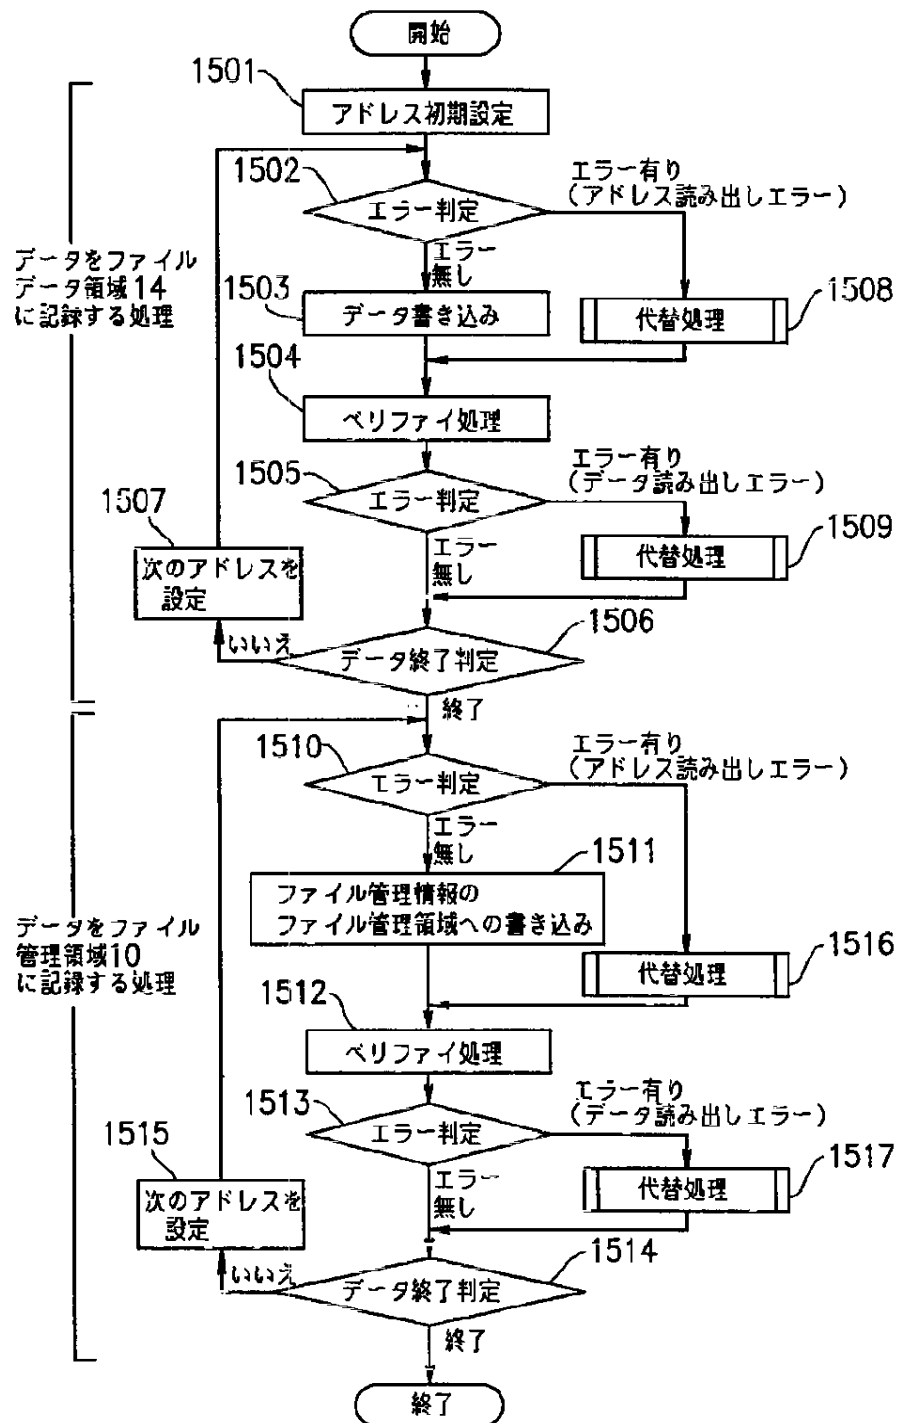 開始
1501
アドレス初期設定
1502
エラー判定
エラー有り
(アドレス読み出しエラー)
エラー
無し
データをファイル
データ領域14
に記録する処理
1503
データ書き込み
代替処理
1508
1504
ベリファイ処理
1505
エラー判定
エラー有り
(データ読み出しエラー)
1507
次のアドレスを
設定
エラー
無し
代替処理
1509
いいえ
1506
データ終了判定
終了
1510
エラー判定
エラー有り
(アドレス読み出しエラー)
エラー
無し
1511
ファイル管理情報の
ファイル管理領域への書き込み
データをファイル
管理領域10
に記録する処理
代替処理
1516
1512
ベリファイ処理
1513
エラー判定
エラー有り
(データ読み出しエラー)
1515
次のアドレスを
設定
エラー
無し
代替処理
1517
いいえ
1514
データ終了判定
終了
終了